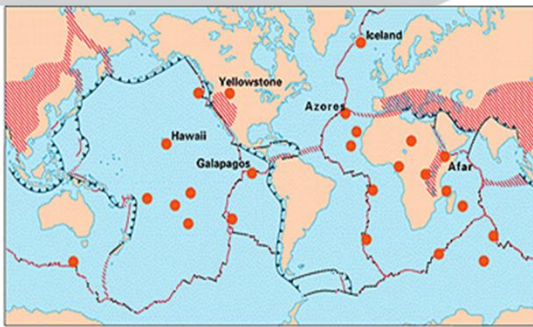 Iceland
Yellowstone
Azores
Hawaii
Galapagos
Afar